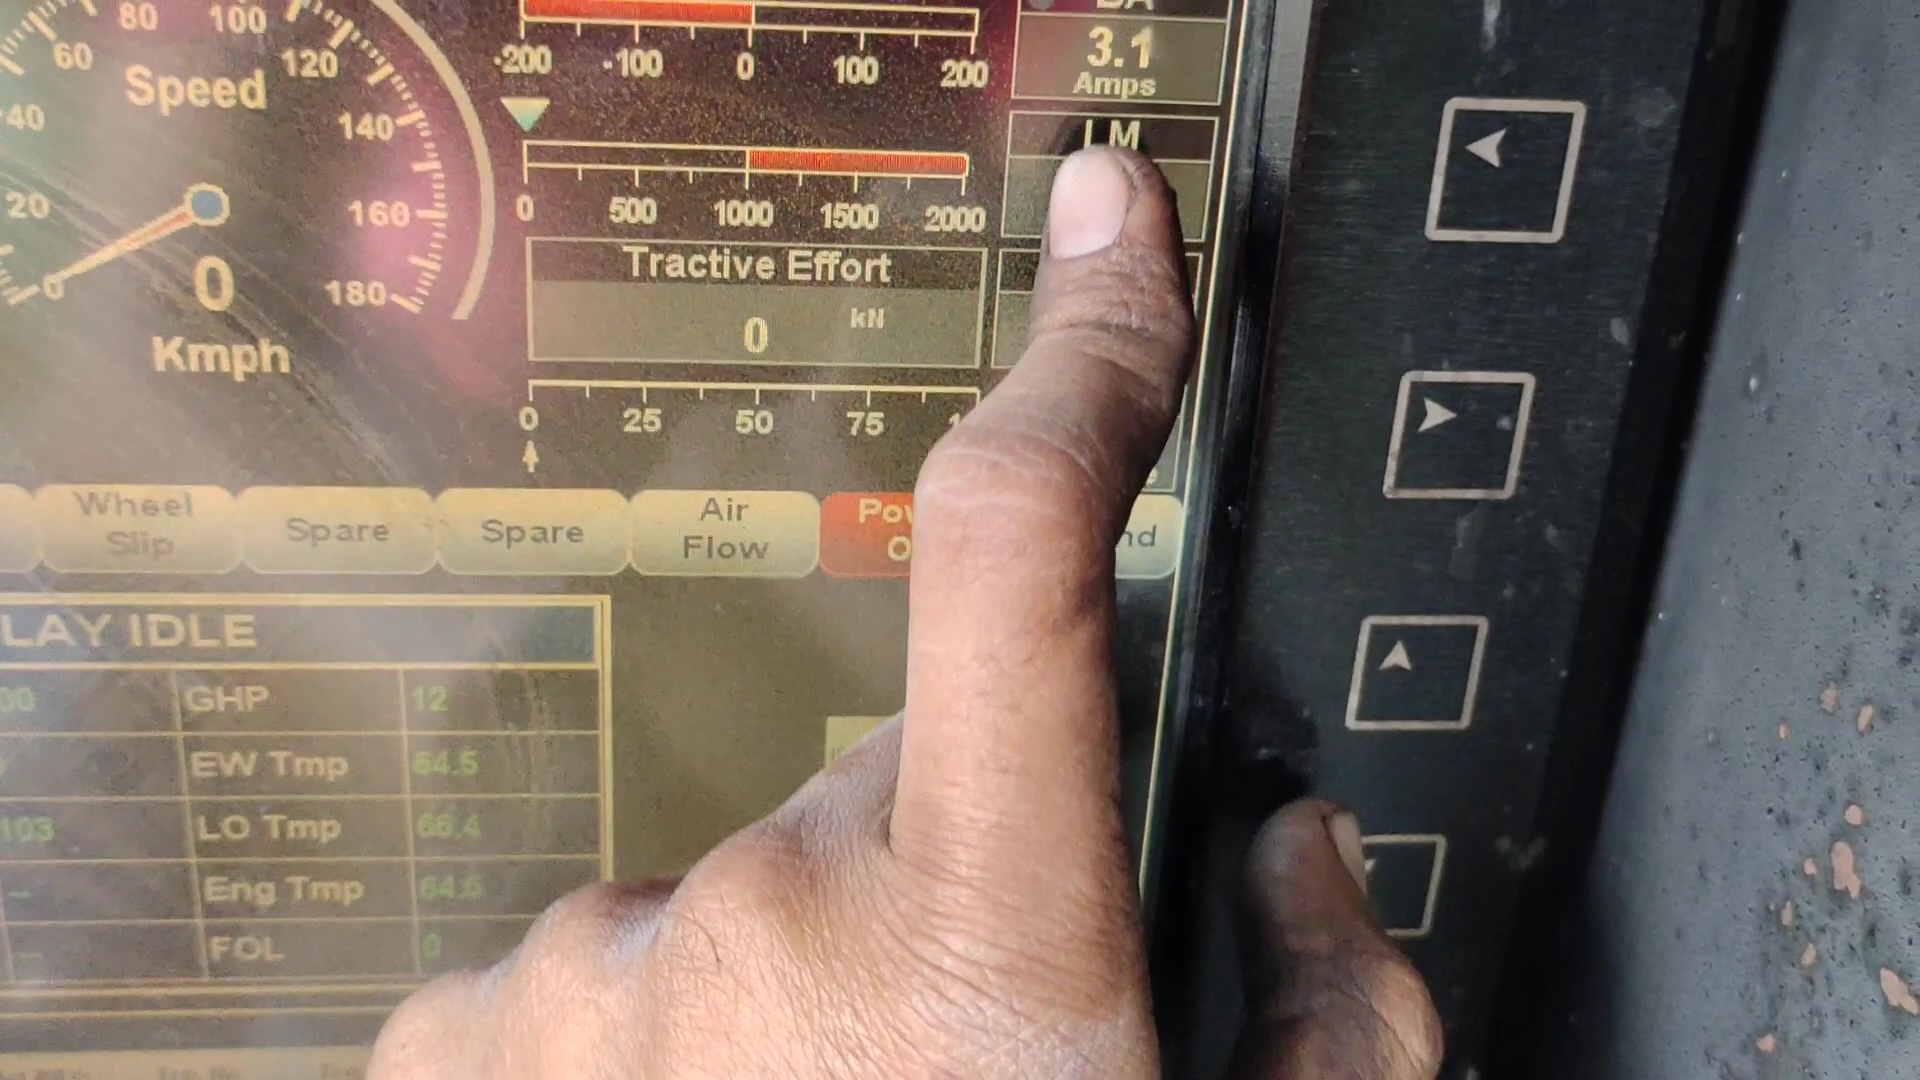 80 100
60 120
Speed
40 140
20 160
0 180
0
Kmph
-200 -100 0 100 200
3.1
Amps
LM
0 500 1000 1500 2000
Tractive Effort
0 kN
0 25 50 75
Wheel
Slip
Spare
Spare
Air
Flow
LAY IDLE
00 GHP 12
EW Tmp 64.5
103 LO Tmp 66.4
Eng Tmp 64.6
FOL 0